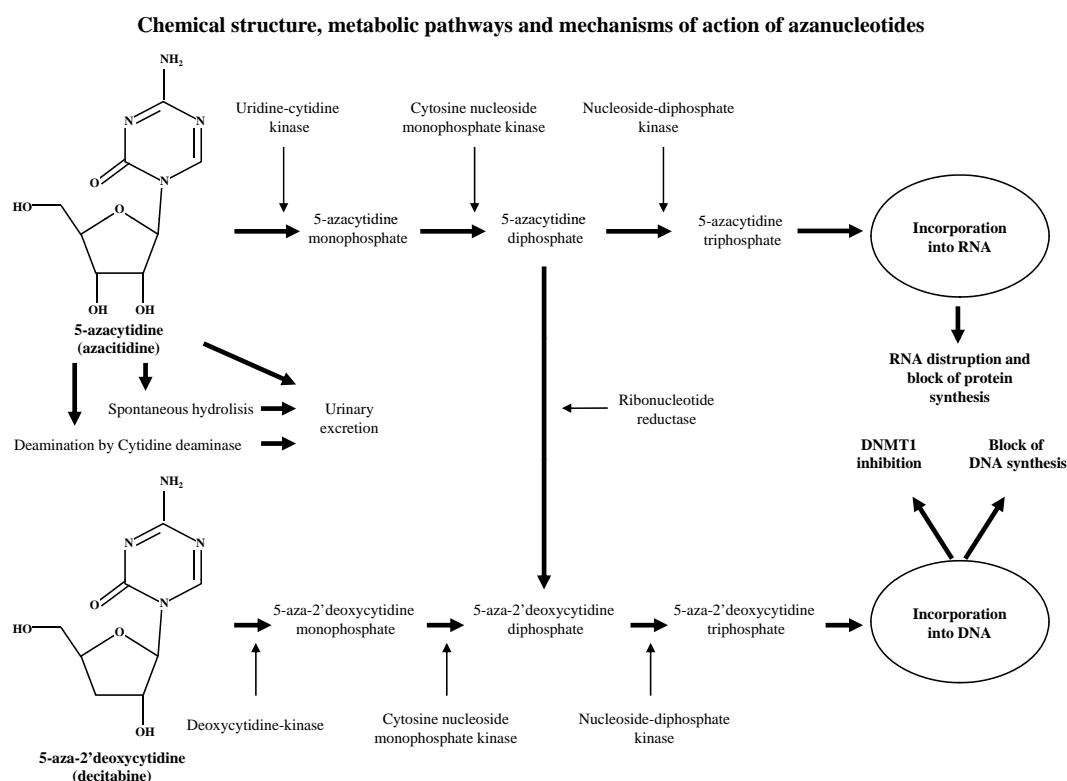 Chemical structure, metabolic pathways and mechanisms of action of azanucleotides
NH2
N
N
O
N
HO
O
OH
OH
5-azacytidine
(azacitidine)
Uridine-cytidine
kinase
Cytosine nucleoside
monophosphate kinase
Nucleoside-diphosphate
kinase
5-azacytidine
monophosphate
5-azacytidine
diphosphate
5-azacytidine
triphosphate
Incorporation
into RNA
RNA distruption and
block of protein
synthesis
Spontaneous hydrolisis
Deamination by Cytidine deaminase
Urinary
excretion
Ribonucleotide
reductase
DNMT1
inhibition
Block of
DNA synthesis
NH2
N
N
O
N
HO
O
OH
5-aza-2’deoxycytidine
(decitabine)
5-aza-2’deoxycytidine
monophosphate
5-aza-2’deoxycytidine
diphosphate
5-aza-2’deoxycytidine
triphosphate
Incorporation
into DNA
Deoxycytidine-kinase
Cytosine nucleoside
monophosphate kinase
Nucleoside-diphosphate
kinase